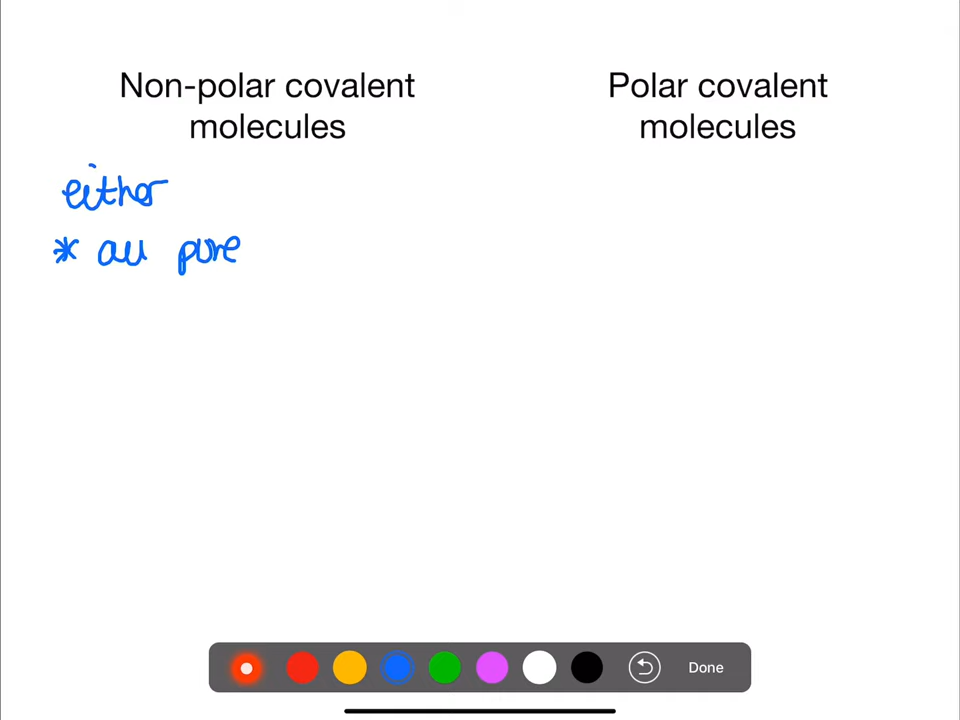 Non-polar covalent
molecules
Polar covalent
molecules
either
* all pure
Done